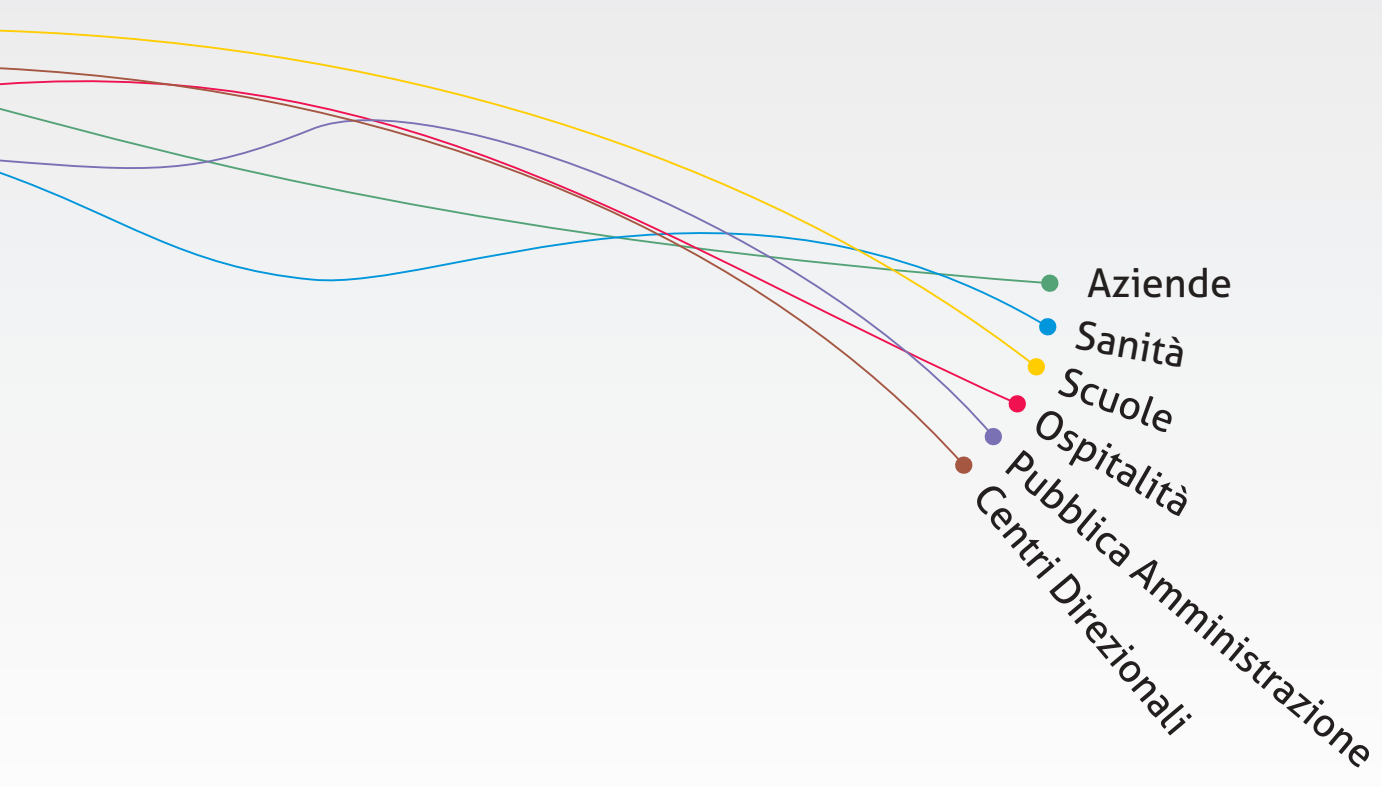 Aziende
Sanità
Scuole
Ospitalità
Pubblica Amministrazione
Centri Direzionali